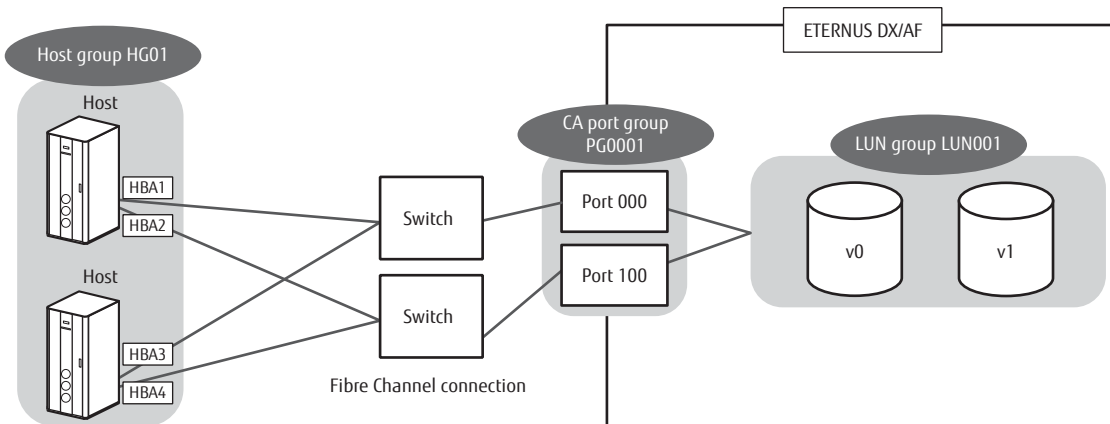 ETERNUS DX/AF
Host group HG01
Host
HBA1
HBA2
Host
HBA3
HBA4
Switch
Switch
Fibre Channel connection
CA port group
PG0001
Port 000
Port 100
LUN group LUN001
v0
v1